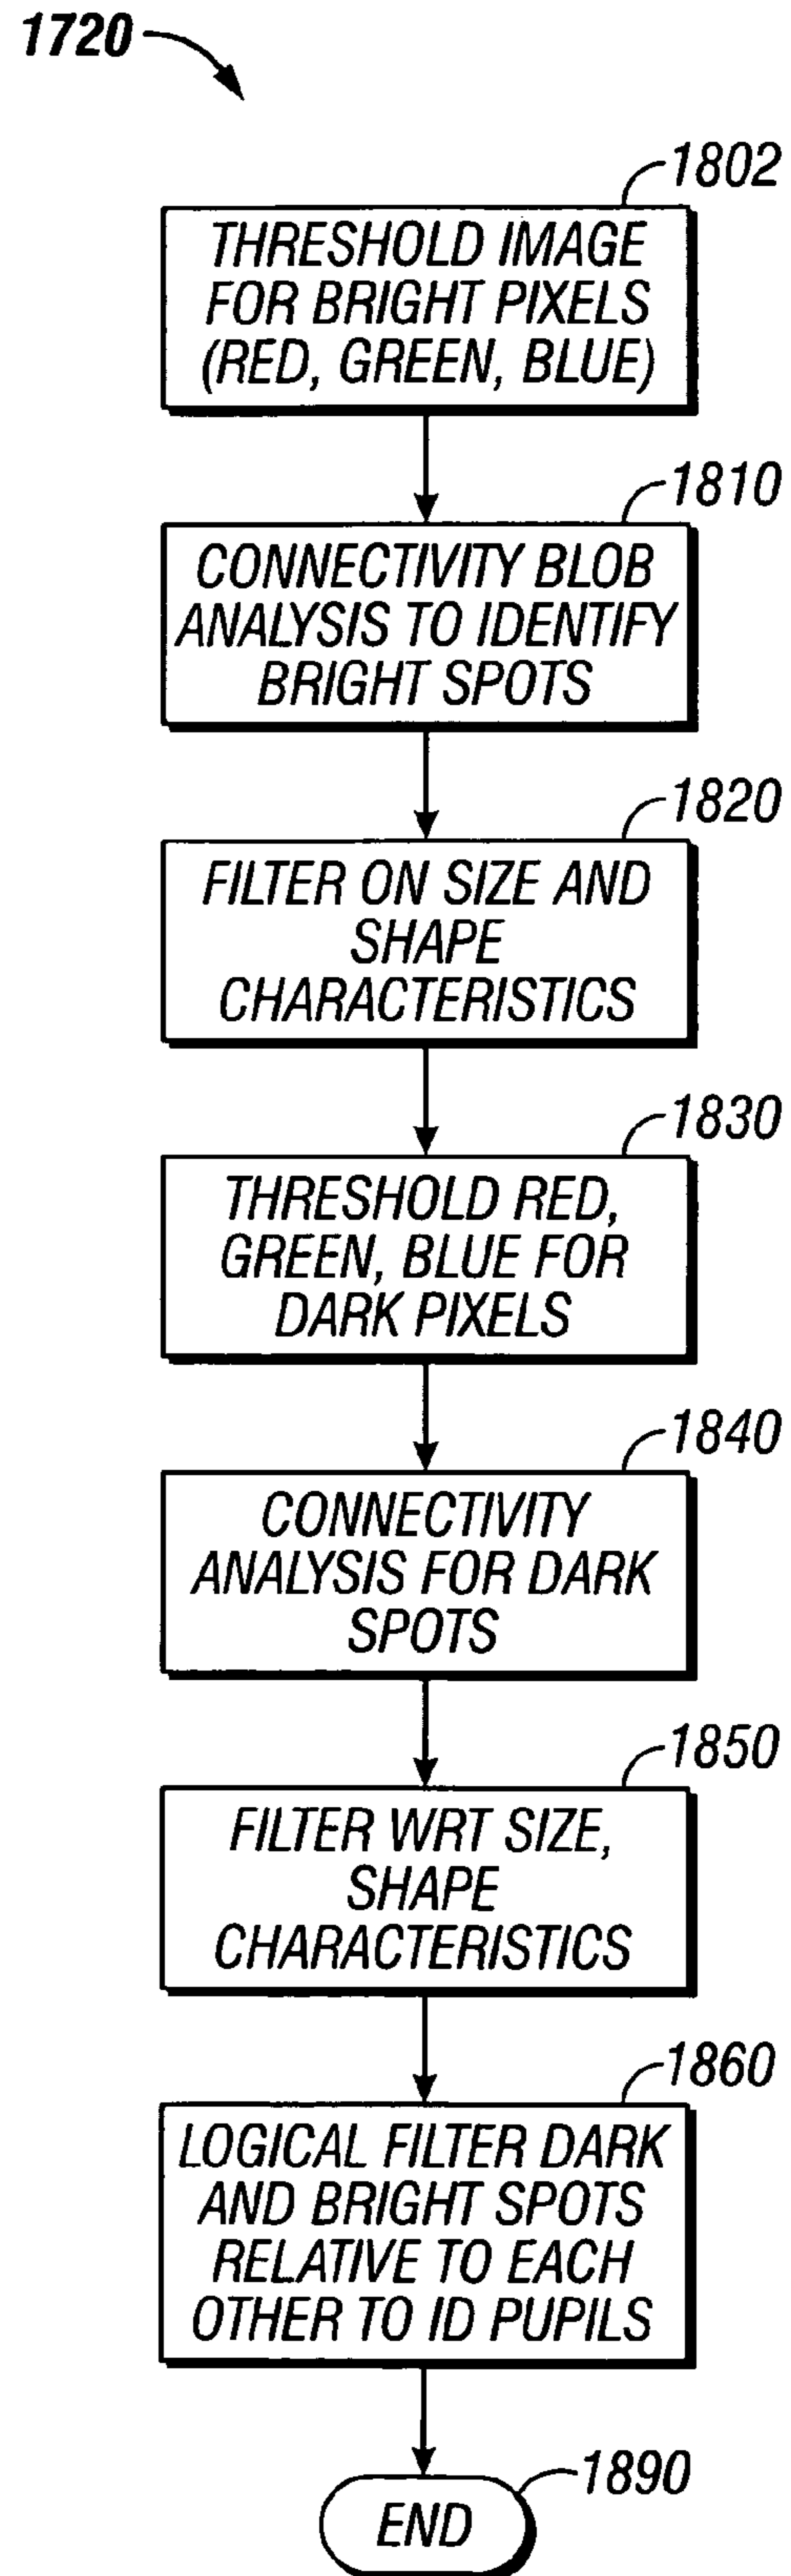 1720
1802
THRESHOLD IMAGE
FOR BRIGHT PIXELS
(RED, GREEN, BLUE)
1810
CONNECTIVITY BLOB
ANALYSIS TO IDENTIFY
BRIGHT SPOTS
1820
FILTER ON SIZE AND
SHAPE
CHARACTERISTICS
1830
THRESHOLD RED,
GREEN, BLUE FOR
DARK PIXELS
1840
CONNECTIVITY
ANALYSIS FOR DARK
SPOTS
1850
FILTER WRT SIZE,
SHAPE
CHARACTERISTICS
1860
LOGICAL FILTER DARK
AND BRIGHT SPOTS
RELATIVE TO EACH
OTHER TO ID PUPILS
1890
END